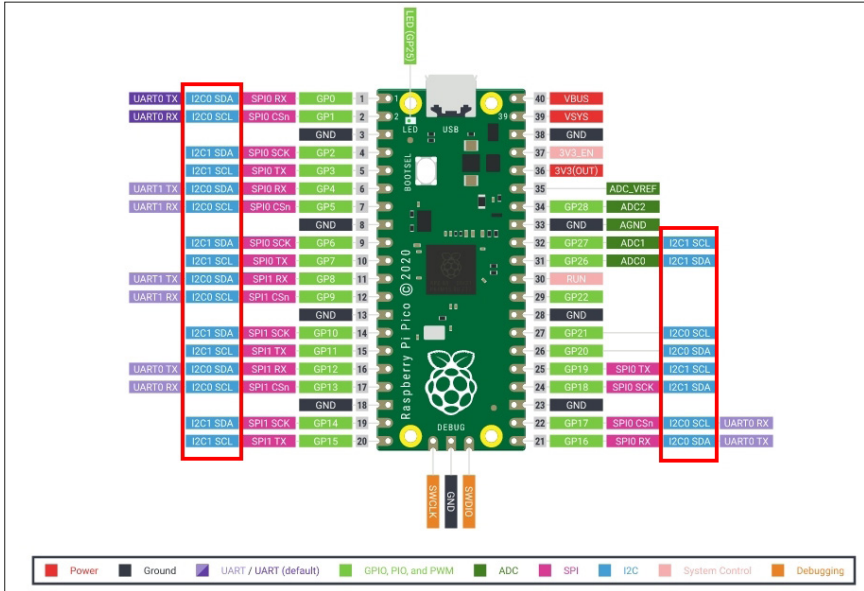 LED (GP25)
UART0 TX I2C0 SDA SPI0 RX GP0 1 1 40 VBUS
UART0 RX I2C0 SCL SPI0 CSn GP1 2 2 LED USB 39 39 VSYS
GND 3 38 GND
I2C1 SDA SPI0 SCK GP2 4 37 3V3_EN
I2C1 SCL SPI0 TX GP3 5 BOOTSEL 36 3V3(OUT)
UART1 TX I2C0 SDA SPI0 RX GP4 6 35 ADC_VREF
UART1 RX I2C0 SCL SPI0 CSn GP5 7 34 GP28 ADC2
GND 8 33 GND AGND
I2C1 SDA SPI0 SCK GP6 9 32 GP27 ADC1 I2C1 SCL
I2C1 SCL SPI0 TX GP7 10 31 GP26 ADC0 I2C1 SDA
UART1 TX I2C0 SDA SPI1 RX GP8 11 30 RUN
UART1 RX I2C0 SCL SPI1 CSn GP9 12 29 GP22
GND 13 28 GND
I2C1 SDA SPI1 SCK GP10 14 27 GP21 I2C0 SCL
I2C1 SCL SPI1 TX GP11 15 26 GP20 I2C0 SDA
UART0 TX I2C0 SDA SPI1 RX GP12 16 25 GP19 SPI0 TX I2C1 SCL
UART0 RX I2C0 SCL SPI1 CSn GP13 17 24 GP18 SPI0 SCK I2C1 SDA
GND 18 23 GND
I2C1 SDA SPI1 SCK GP14 19 22 GP17 SPI0 CSn I2C0 SCL UART0 RX
I2C1 SCL SPI1 TX GP15 20 21 GP16 SPI0 RX I2C0 SDA UART0 TX
Raspberry Pi Pico © 2020
DEBUG
SWCLK GND SWDIO
Power Ground UART / UART (default) GPIO, PIO, and PWM ADC SPI I2C System Control Debugging